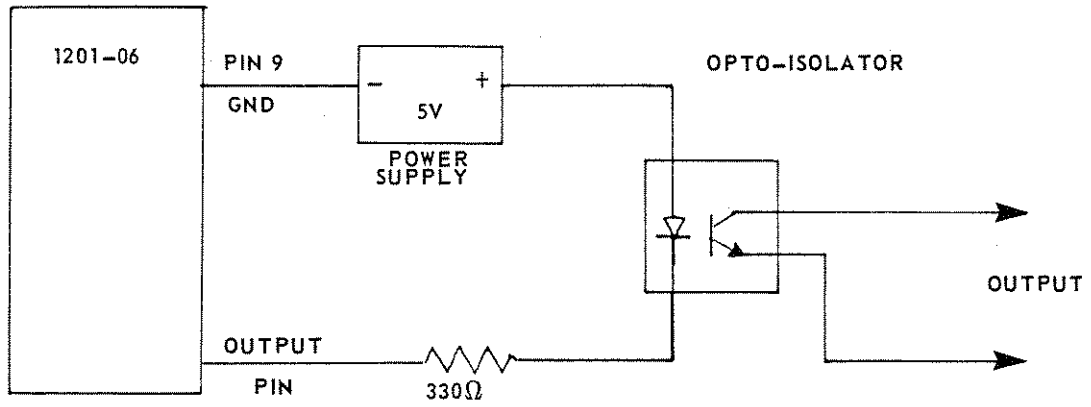 1201-06
PIN 9
GND
- +
5V
POWER
SUPPLY
OPTO-ISOLATOR
OUTPUT
OUTPUT
PIN
330Ω